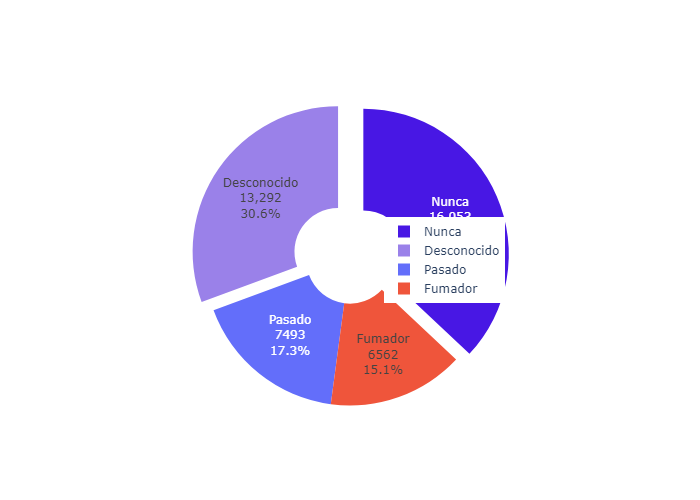 Desconocido
13,292
30.6%
Nunca
Nunca
Desconocido
Pasado
Fumador
Pasado
7493
17.3%
Fumador
6562
15.1%